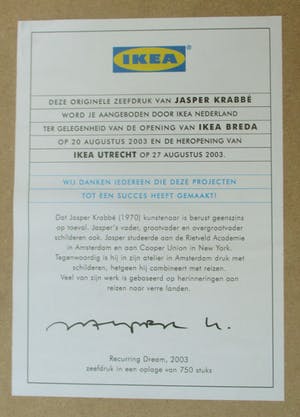 IKEA®
DEZE ORIGINELE ZEEFDRUK VAN JASPER KRABBÉ
WORD JE AANGEBODEN DOOR IKEA NEDERLAND
TER GELEGENHEID VAN DE OPENING VAN IKEA BREDA
OP 20 AUGUSTUS 2003 EN DE HEROPENING VAN
IKEA UTRECHT OP 27 AUGUSTUS 2003.
WIJ DANKEN IEDEREEN DIE DEZE PROJECTEN
TOT EEN SUCCES HEEFT GEMAAKT!
Dat Jasper Krabbé (1970) kunstenaar is berust geenszins
op toeval. Jasper's vader, grootvader en overgrootvader
schilderen ook. Jasper studeerde aan de Rietveld Academie
in Amsterdam en aan Cooper Union in New York.
Tegenwoordig is hij in zijn atelier in Amsterdam druk met
schilderen, hetgeen hij combineert met reizen.
Veel van zijn werk is gebaseerd op herinneringen aan
reizen naar verre landen.
Jasper K.
Recurring Dream, 2003
zeefdruk in een oplage van 750 stuks